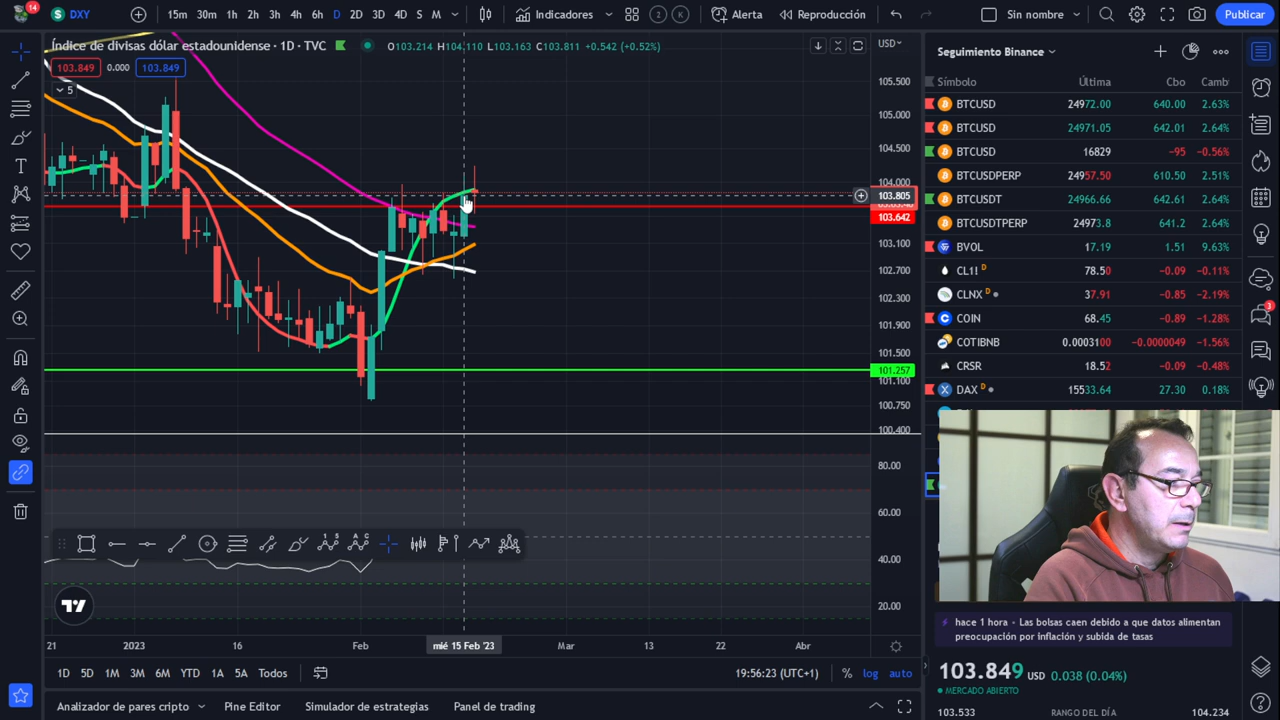 14
S DXY
15m 30m 1h 2h 3h 4h 6h D 2D 3D 4D S M
Indicadores
2 K
Alerta
Reproducción
Sin nombre
Publicar
Índice de divisas dólar estadounidense · 1D · TVC
O103.214 H104.110 L103.163 C103.811 +0.542 (+0.52%)
USD
103.849 0.000 103.849
5
105.500
105.000
104.500
104.000
103.805
103.642
103.100
102.700
102.300
101.900
101.500
101.257
101.100
100.750
100.400
80.00
60.00
40.00
20.00
21 2023 16 Feb mié 15 Feb '23 Mar 13 22 Abr
1D 5D 1M 3M 6M YTD 1A 5A Todos
19:56:23 (UTC+1) % log auto
Analizador de pares cripto Pine Editor Simulador de estrategias Panel de trading
Seguimiento Binance
Símbolo Última Cbo Camb
BTCUSD 24972.00 640.00 2.63%
BTCUSD 24971.05 642.01 2.64%
BTCUSD 16829 -95 -0.56%
BTCUSDPERP 24957.50 610.50 2.51%
BTCUSDT 24966.66 642.61 2.64%
BTCUSDTPERP 24973.8 641.2 2.64%
BVOL 17.19 1.51 9.63%
CL1! D 78.50 -0.09 -0.11%
CLNX D 37.91 -0.85 -2.19%
COIN 68.45 -0.89 -1.28%
COTIBNB 0.0003100 -0.0000049 -1.56%
CRSR 18.52 -0.09 -0.48%
DAX D 15533.64 27.30 0.18%
3
hace 1 hora · Las bolsas caen debido a que datos alimentan
preocupación por inflación y subida de tasas
103.849 USD 0.038 (0.04%)
MERCADO ABIERTO
103.533 RANGO DEL DÍA 104.234